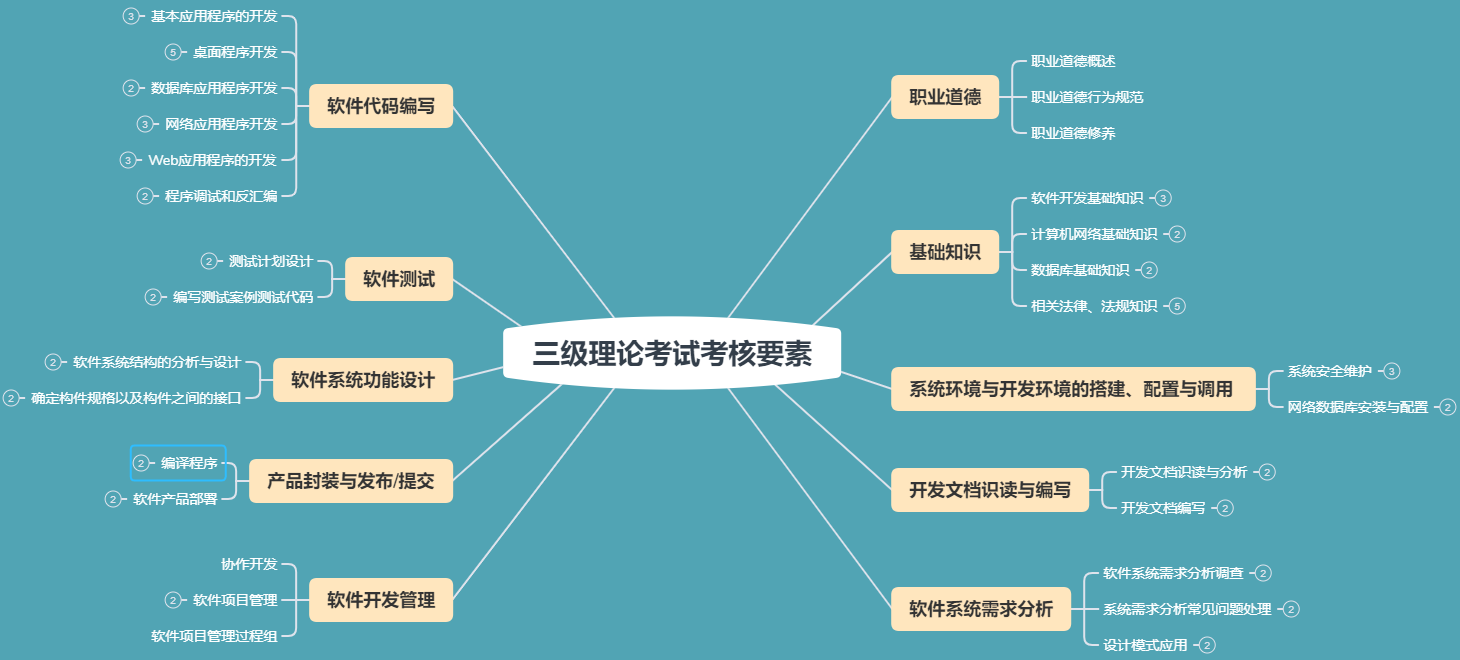 三级理论考试考核要素
职业道德
职业道德概述
职业道德行为规范
职业道德修养
基础知识
软件开发基础知识 3
计算机网络基础知识 2
数据库基础知识 2
相关法律、法规知识 5
系统环境与开发环境的搭建、配置与调用
系统安全维护 3
网络数据库安装与配置 2
开发文档识读与编写
开发文档识读与分析 2
开发文档编写 2
软件系统需求分析
软件系统需求分析调查 2
系统需求分析常见问题处理 2
设计模式应用 2
软件代码编写
3 基本应用程序的开发
5 桌面程序开发
2 数据库应用程序开发
3 网络应用程序开发
3 Web应用程序的开发
2 程序调试和反汇编
软件测试
2 测试计划设计
2 编写测试案例测试代码
软件系统功能设计
2 软件系统结构的分析与设计
2 确定构件规格以及构件之间的接口
产品封装与发布/提交
2 编译程序
2 软件产品部署
软件开发管理
协作开发
2 软件项目管理
软件项目管理过程组